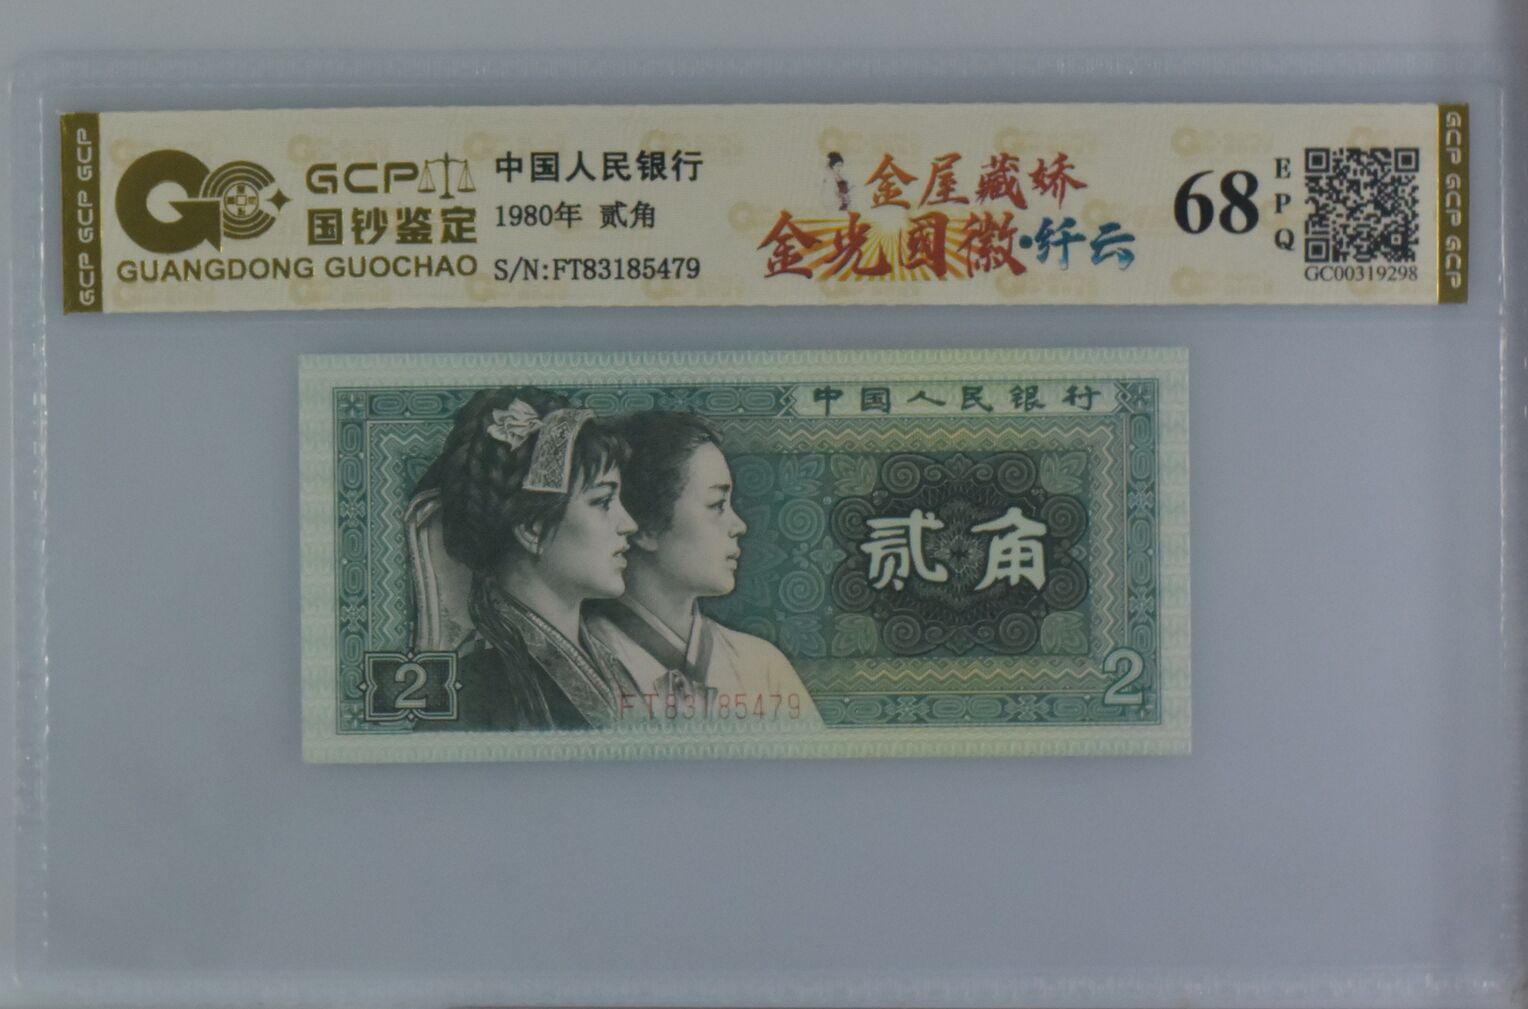 GCP GCP GCP
GCP
国钞鉴定
GUANGDONG GUOCHAO
中国人民银行
1980年 贰角
S/N:FT83185479
金屋藏娇
金光國徽·纤云
68
EPQ
GC00319298
GCP GCP GCP
中国人民银行
贰角
2
2
FT83185479